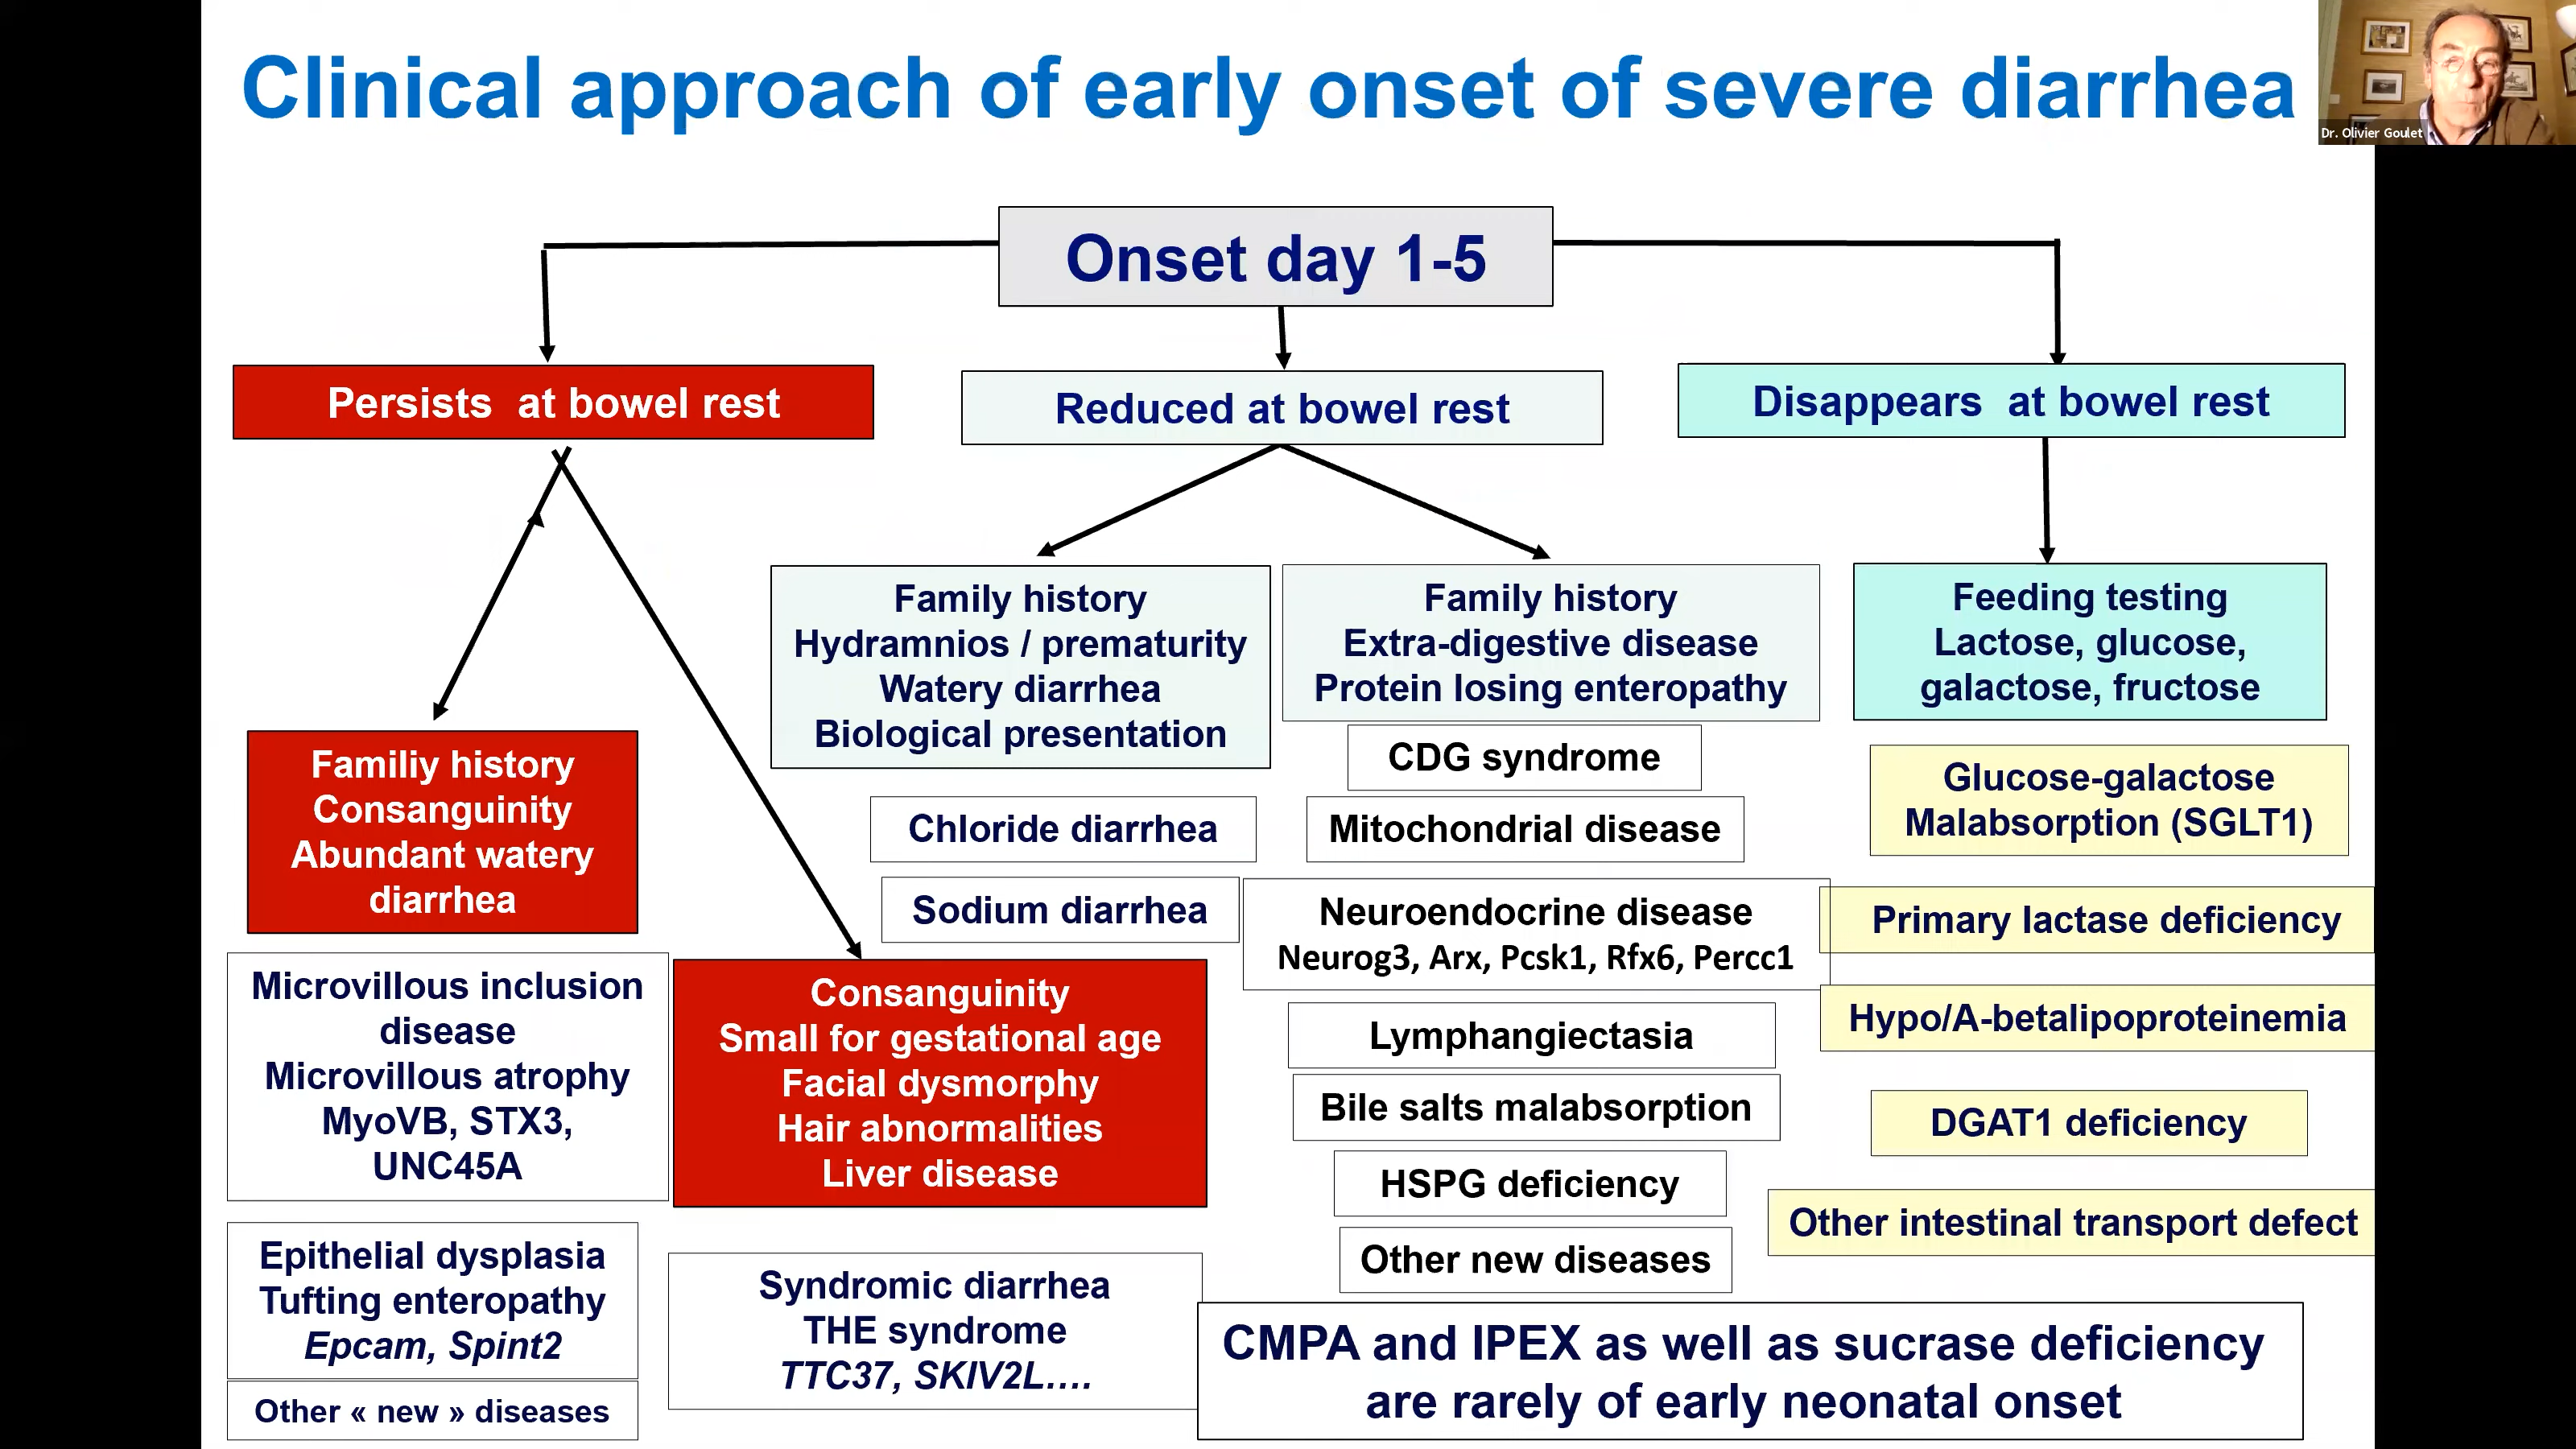 Clinical approach of early onset of severe diarrhea
Dr. Olivier Goulet
Onset day 1-5
Persists at bowel rest
Reduced at bowel rest
Disappears at bowel rest
Familiy history
Consanguinity
Abundant watery
diarrhea
Microvillous inclusion
disease
Microvillous atrophy
MyoVB, STX3,
UNC45A
Epithelial dysplasia
Tufting enteropathy
Epcam, Spint2
Other « new » diseases
Consanguinity
Small for gestational age
Facial dysmorphy
Hair abnormalities
Liver disease
Syndromic diarrhea
THE syndrome
TTC37, SKIV2L....
Family history
Hydramnios / prematurity
Watery diarrhea
Biological presentation
Chloride diarrhea
Sodium diarrhea
Family history
Extra-digestive disease
Protein losing enteropathy
CDG syndrome
Mitochondrial disease
Neuroendocrine disease
Neurog3, Arx, Pcsk1, Rfx6, Percc1
Lymphangiectasia
Bile salts malabsorption
HSPG deficiency
Other new diseases
Feeding testing
Lactose, glucose,
galactose, fructose
Glucose-galactose
Malabsorption (SGLT1)
Primary lactase deficiency
Hypo/A-betalipoproteinemia
DGAT1 deficiency
Other intestinal transport defect
CMPA and IPEX as well as sucrase deficiency
are rarely of early neonatal onset